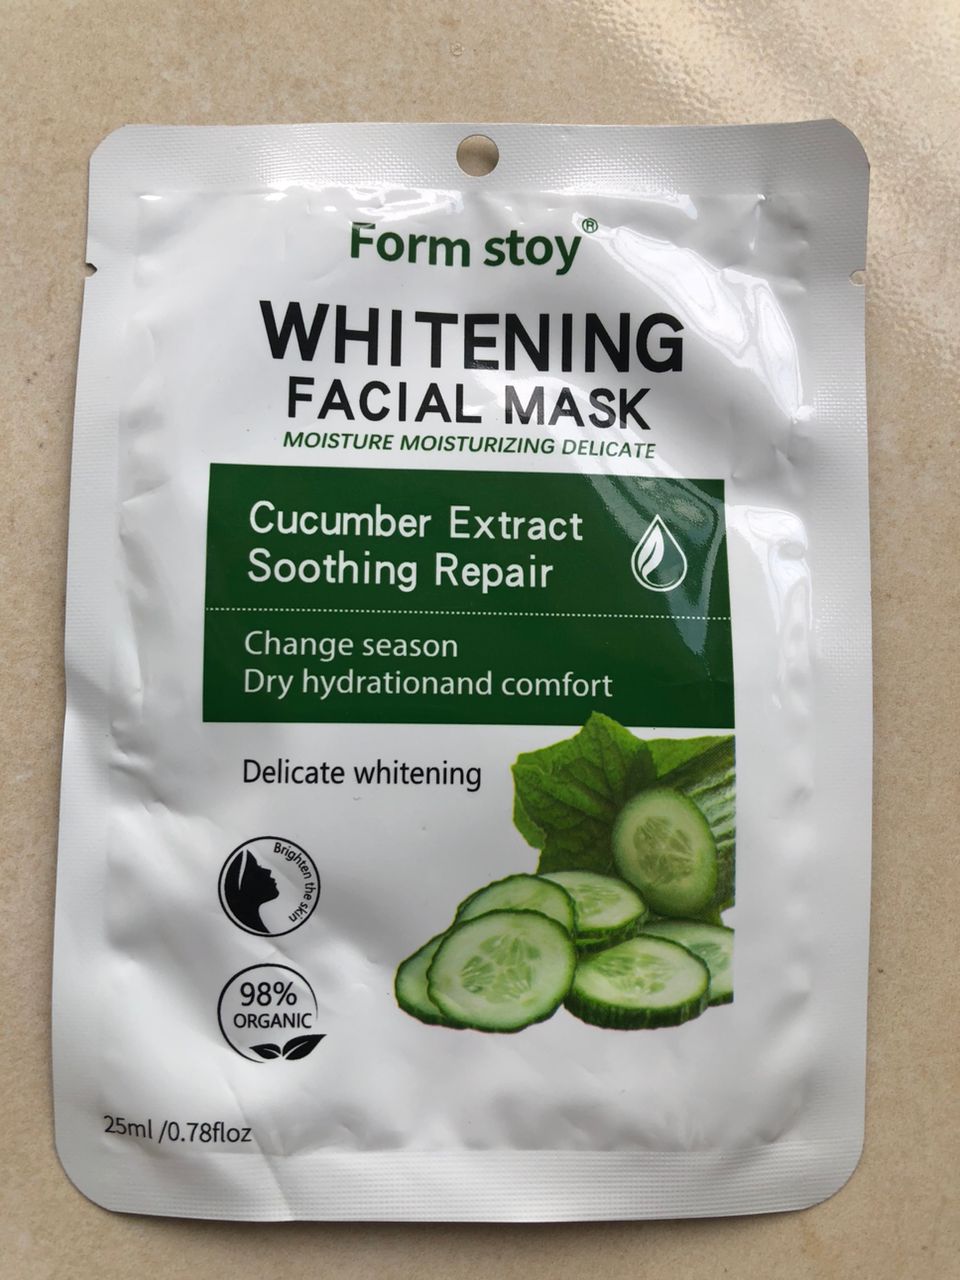 Form stoy®
WHITENING
FACIAL MASK
MOISTURE MOISTURIZING DELICATE
Cucumber Extract
Soothing Repair
Change season
Dry hydrationand comfort
Delicate whitening
Brighten the skin
98%
ORGANIC
25ml /0.78floz